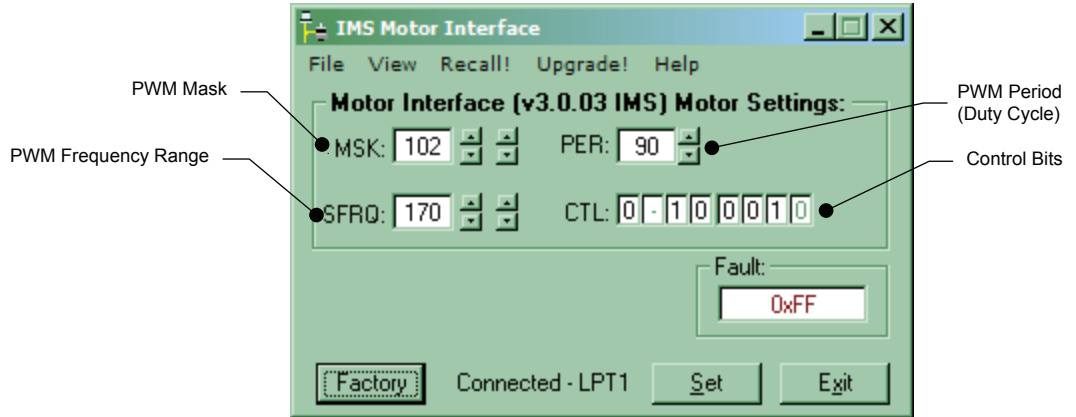 IMS Motor Interface
File View Recall! Upgrade! Help
PWM Mask
Motor Interface (v3.0.03 IMS) Motor Settings:
PWM Period
(Duty Cycle)
MSK: 102
PER: 90
PWM Frequency Range
Control Bits
SFRQ: 170
CTL: 0 - 1 0 0 0 1 0
Fault:
0xFF
Factory
Connected - LPT1
Set
Exit